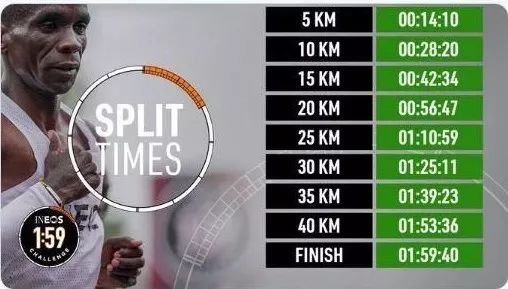 SPLIT
TIMES
INEOS
1:59
CHALLENGE
5 KM 00:14:10
10 KM 00:28:20
15 KM 00:42:34
20 KM 00:56:47
25 KM 01:10:59
30 KM 01:25:11
35 KM 01:39:23
40 KM 01:53:36
FINISH 01:59:40